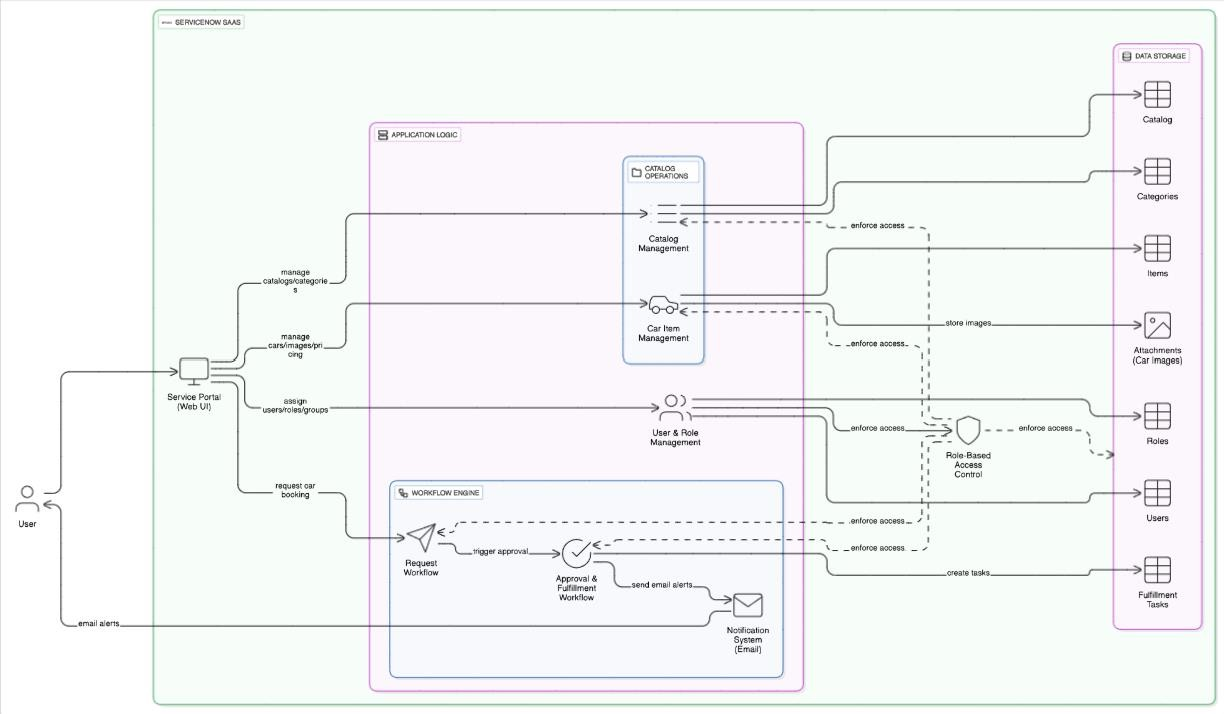 SERVICENOW SAAS
DATA STORAGE
Catalog
APPLICATION LOGIC
CATALOG
OPERATIONS
Categories
enforce access
Catalog
Management
Items
manage
catalogs/categorie
s
store images
Car Item
Management
manage
cars/images/pri
cing
enforce access
Attachments
(Car Images)
Service Portal
(Web UI)
assign
users/roles/groups
User & Role
Management
enforce access
enforce access
Roles
Role-Based
Access
Control
request car
booking
WORKFLOW ENGINE
User
Users
enforce access
Request
Workflow
trigger approval
enforce access
Approval &
Fulfillment
Workflow
send email alerts
create tasks
Fulfillment
Tasks
email alerts
Notification
System
(Email)